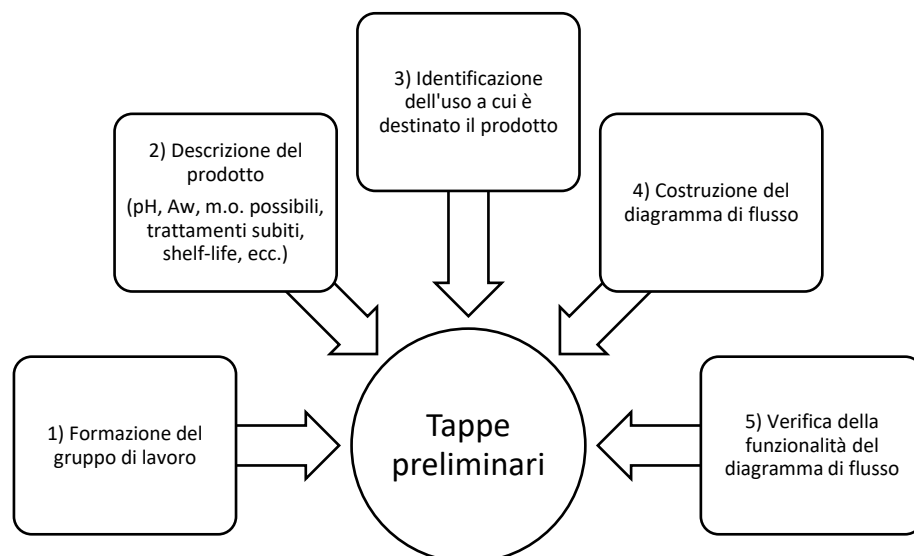 1) Formazione del
gruppo di lavoro
2) Descrizione del
prodotto
(pH, Aw, m.o. possibili,
trattamenti subiti,
shelf-life, ecc.)
3) Identificazione
dell'uso a cui è
destinato il prodotto
4) Costruzione del
diagramma di flusso
5) Verifica della
funzionalità del
diagramma di flusso
Tappe
preliminari